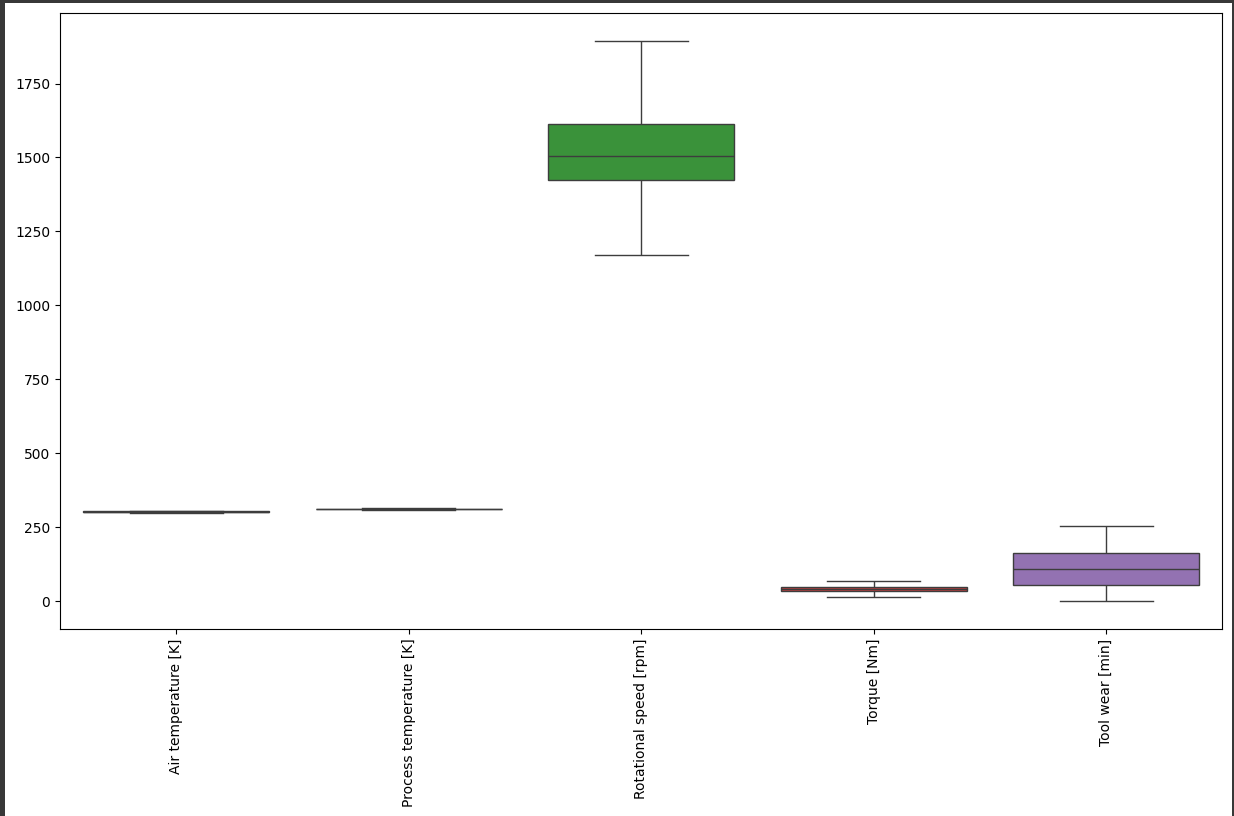 1750
1500
1250
1000
750
500
250
0
Air temperature [K]
Process temperature [K]
Rotational speed [rpm]
Torque [Nm]
Tool wear [min]